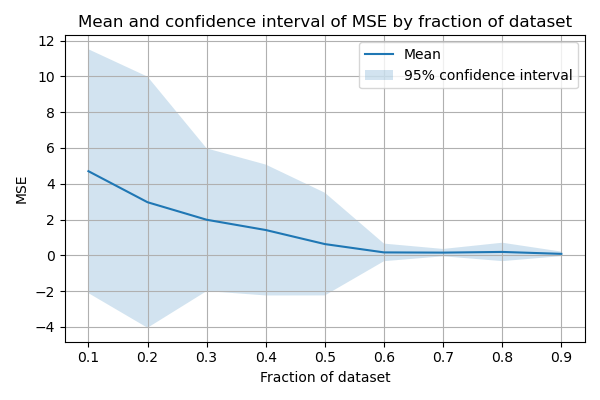 Mean and confidence interval of MSE by fraction of dataset
12
10
8
6
4
2
0
−2
−4
MSE
Mean
95% confidence interval
0.1 0.2 0.3 0.4 0.5 0.6 0.7 0.8 0.9
Fraction of dataset